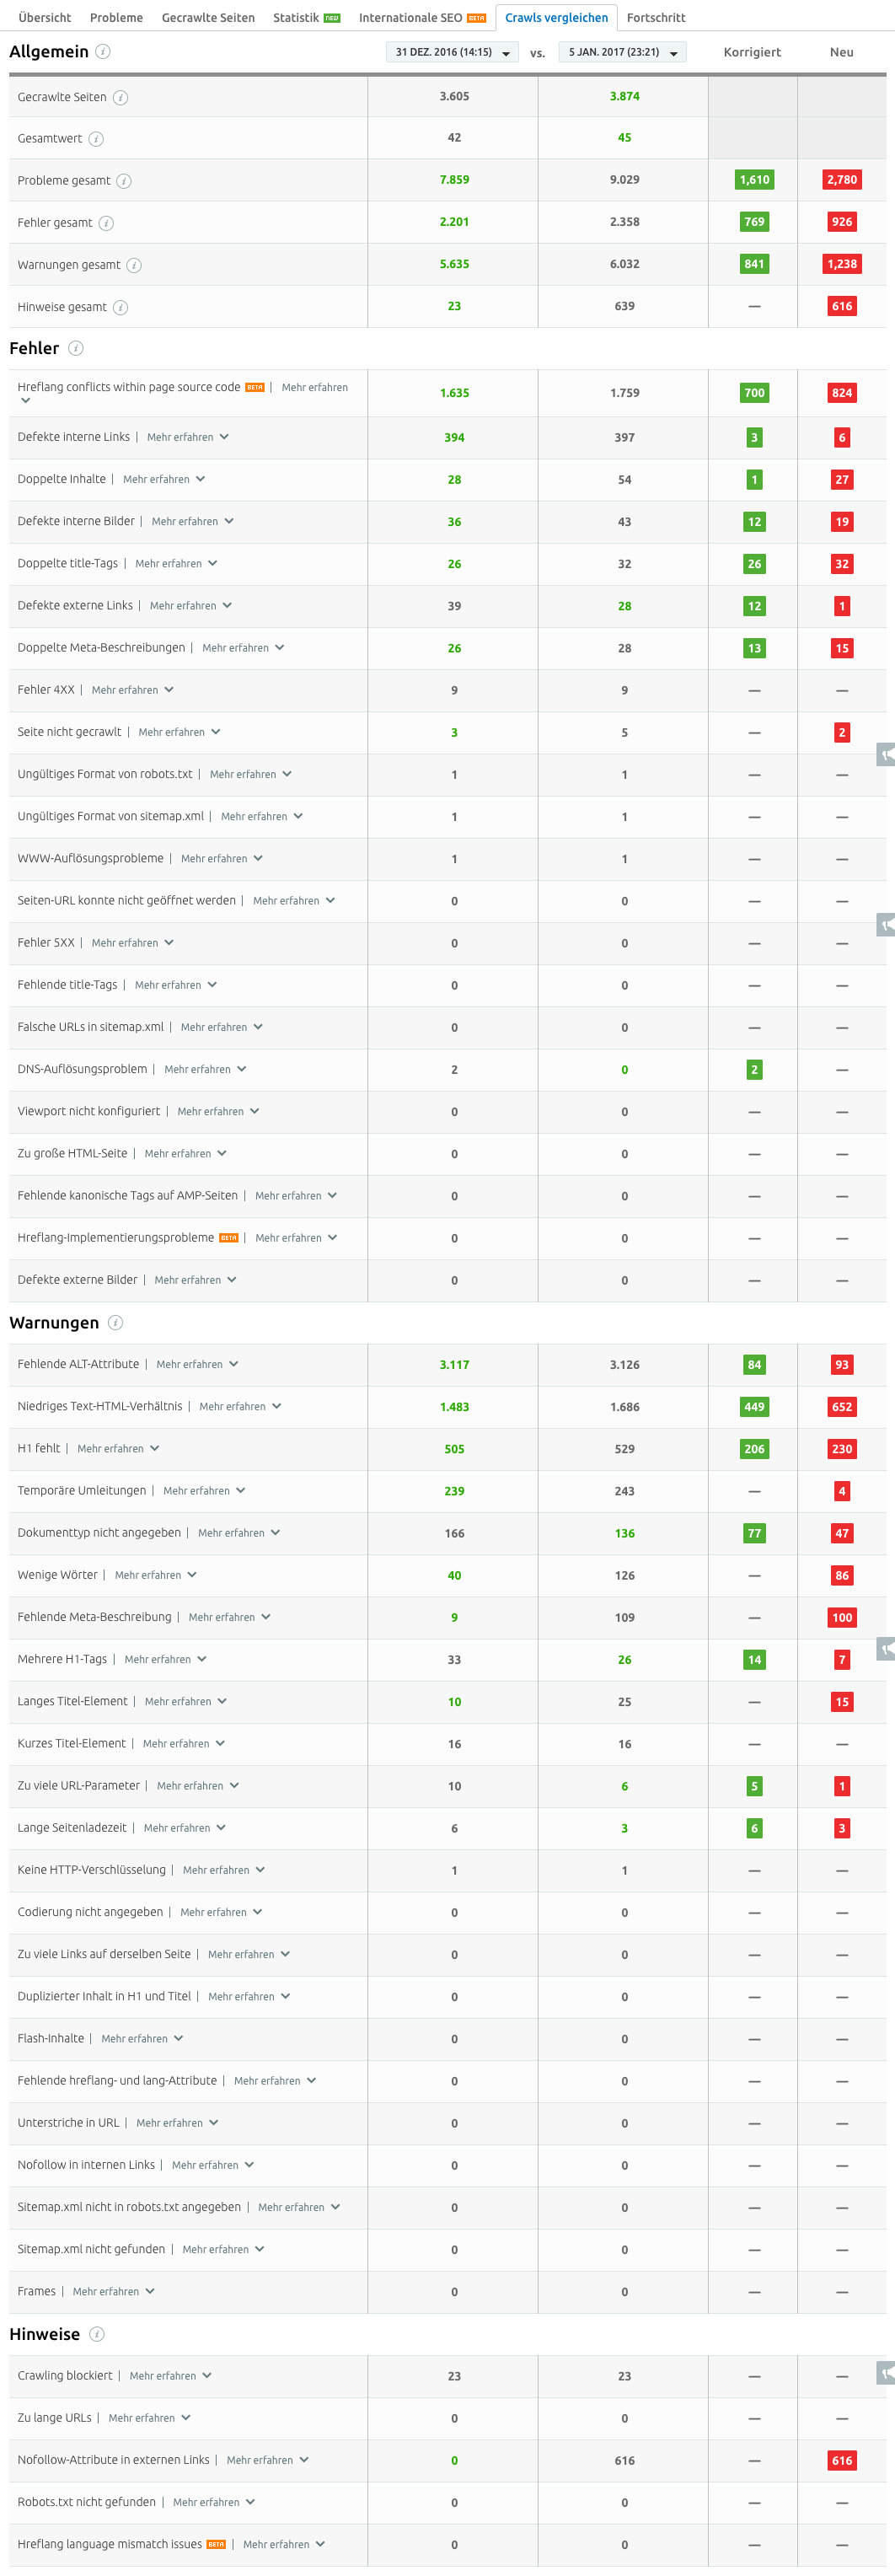 Übersicht Probleme Gecrawlte Seiten Statistik NEW Internationale SEO BETA Crawls vergleichen Fortschritt
Allgemein i 31 DEZ. 2016 (14:15) vs. 5 JAN. 2017 (23:21) Korrigiert Neu
Gecrawlte Seiten i 3.605 3.874
Gesamtwert i 42 45
Probleme gesamt i 7.859 9.029 1,610 2,780
Fehler gesamt i 2.201 2.358 769 926
Warnungen gesamt i 5.635 6.032 841 1,238
Hinweise gesamt i 23 639 — 616
Fehler i
Hreflang conflicts within page source code BETA | Mehr erfahren 1.635 1.759 700 824
Defekte interne Links | Mehr erfahren 394 397 3 6
Doppelte Inhalte | Mehr erfahren 28 54 1 27
Defekte interne Bilder | Mehr erfahren 36 43 12 19
Doppelte title-Tags | Mehr erfahren 26 32 26 32
Defekte externe Links | Mehr erfahren 39 28 12 1
Doppelte Meta-Beschreibungen | Mehr erfahren 26 28 13 15
Fehler 4XX | Mehr erfahren 9 9 — —
Seite nicht gecrawlt | Mehr erfahren 3 5 — 2
Ungültiges Format von robots.txt | Mehr erfahren 1 1 — —
Ungültiges Format von sitemap.xml | Mehr erfahren 1 1 — —
WWW-Auflösungsprobleme | Mehr erfahren 1 1 — —
Seiten-URL konnte nicht geöffnet werden | Mehr erfahren 0 0 — —
Fehler 5XX | Mehr erfahren 0 0 — —
Fehlende title-Tags | Mehr erfahren 0 0 — —
Falsche URLs in sitemap.xml | Mehr erfahren 0 0 — —
DNS-Auflösungsproblem | Mehr erfahren 2 0 2 —
Viewport nicht konfiguriert | Mehr erfahren 0 0 — —
Zu große HTML-Seite | Mehr erfahren 0 0 — —
Fehlende kanonische Tags auf AMP-Seiten | Mehr erfahren 0 0 — —
Hreflang-Implementierungsprobleme BETA | Mehr erfahren 0 0 — —
Defekte externe Bilder | Mehr erfahren 0 0 — —
Warnungen i
Fehlende ALT-Attribute | Mehr erfahren 3.117 3.126 84 93
Niedriges Text-HTML-Verhältnis | Mehr erfahren 1.483 1.686 449 652
H1 fehlt | Mehr erfahren 505 529 206 230
Temporäre Umleitungen | Mehr erfahren 239 243 — 4
Dokumenttyp nicht angegeben | Mehr erfahren 166 136 77 47
Wenige Wörter | Mehr erfahren 40 126 — 86
Fehlende Meta-Beschreibung | Mehr erfahren 9 109 — 100
Mehrere H1-Tags | Mehr erfahren 33 26 14 7
Langes Titel-Element | Mehr erfahren 10 25 — 15
Kurzes Titel-Element | Mehr erfahren 16 16 — —
Zu viele URL-Parameter | Mehr erfahren 10 6 5 1
Lange Seitenladezeit | Mehr erfahren 6 3 6 3
Keine HTTP-Verschlüsselung | Mehr erfahren 1 1 — —
Codierung nicht angegeben | Mehr erfahren 0 0 — —
Zu viele Links auf derselben Seite | Mehr erfahren 0 0 — —
Duplizierter Inhalt in H1 und Titel | Mehr erfahren 0 0 — —
Flash-Inhalte | Mehr erfahren 0 0 — —
Fehlende hreflang- und lang-Attribute | Mehr erfahren 0 0 — —
Unterstriche in URL | Mehr erfahren 0 0 — —
Nofollow in internen Links | Mehr erfahren 0 0 — —
Sitemap.xml nicht in robots.txt angegeben | Mehr erfahren 0 0 — —
Sitemap.xml nicht gefunden | Mehr erfahren 0 0 — —
Frames | Mehr erfahren 0 0 — —
Hinweise i
Crawling blockiert | Mehr erfahren 23 23 — —
Zu lange URLs | Mehr erfahren 0 0 — —
Nofollow-Attribute in externen Links | Mehr erfahren 0 616 — 616
Robots.txt nicht gefunden | Mehr erfahren 0 0 — —
Hreflang language mismatch issues BETA | Mehr erfahren 0 0 — —